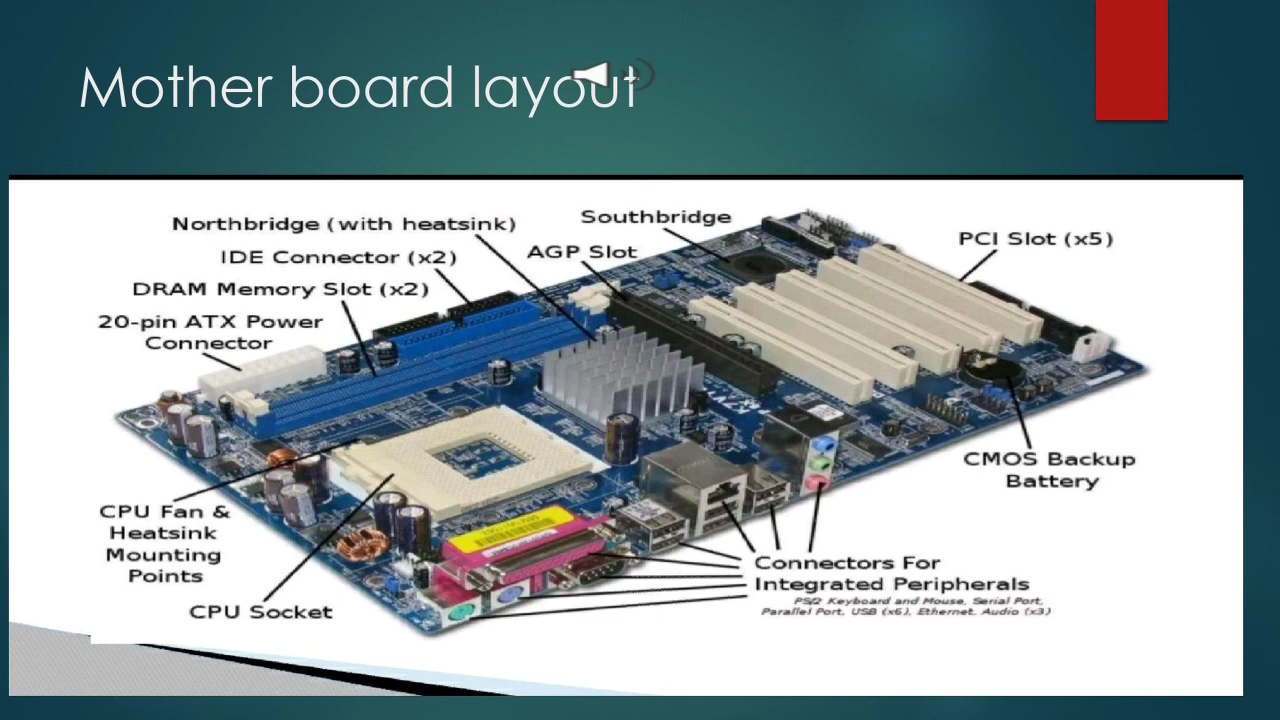 Mother board layout
Northbridge (with heatsink)
Southbridge
PCI Slot (x5)
IDE Connector (x2)
AGP Slot
DRAM Memory Slot (x2)
20-pin ATX Power
Connector
CMOS Backup
Battery
CPU Fan &
Heatsink
Mounting
Points
CPU Socket
Connectors For
Integrated Peripherals
PS/2 Keyboard and Mouse, Serial Port,
Parallel Port, USB (x6), Ethernet, Audio (x3)